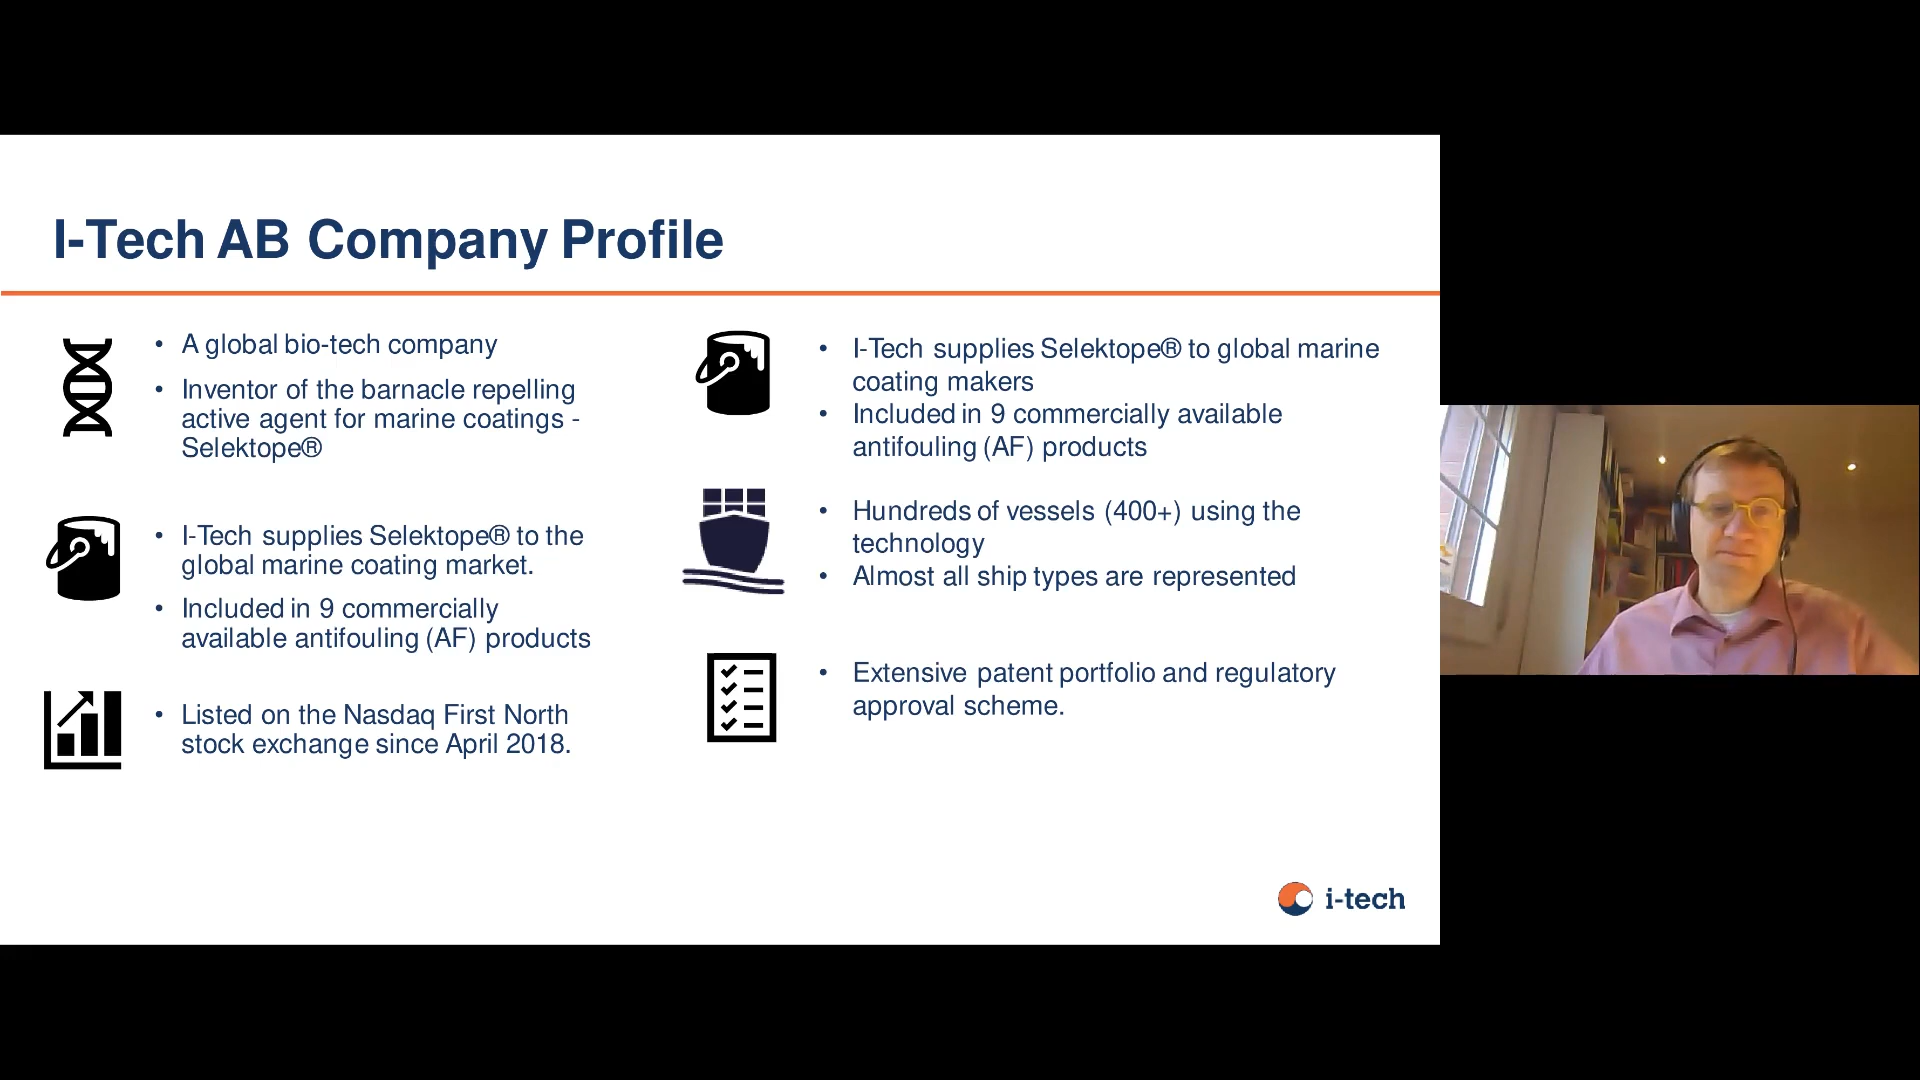 I-Tech AB Company Profile
• A global bio-tech company
• Inventor of the barnacle repelling
active agent for marine coatings -
Selektope®
• I-Tech supplies Selektope® to the
global marine coating market.
• Included in 9 commercially
available antifouling (AF) products
• Listed on the Nasdaq First North
stock exchange since April 2018.
• I-Tech supplies Selektope® to global marine
coating makers
• Included in 9 commercially available
antifouling (AF) products
• Hundreds of vessels (400+) using the
technology
• Almost all ship types are represented
• Extensive patent portfolio and regulatory
approval scheme.
i-tech